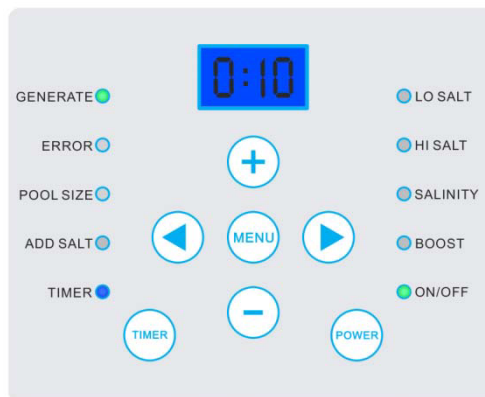 0:10
GENERATE
LO SALT
ERROR
HI SALT
+
POOL SIZE
SALINITY
ADD SALT
MENU
BOOST
TIMER
ON/OFF
−
TIMER
POWER